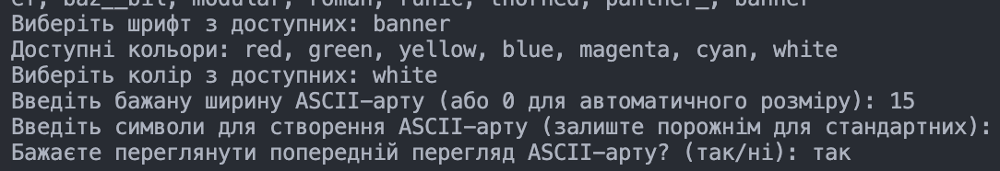 cr, baz__bil, modular, roman, runic, thorned, panther_, banner
Виберіть шрифт з доступних: banner
Доступні кольори: red, green, yellow, blue, magenta, cyan, white
Виберіть колір з доступних: white
Введіть бажану ширину ASCII-арту (або 0 для автоматичного розміру): 15
Введіть символи для створення ASCII-арту (залиште порожнім для стандартних):
Бажаєте переглянути попередній перегляд ASCII-арту? (так/ні): так